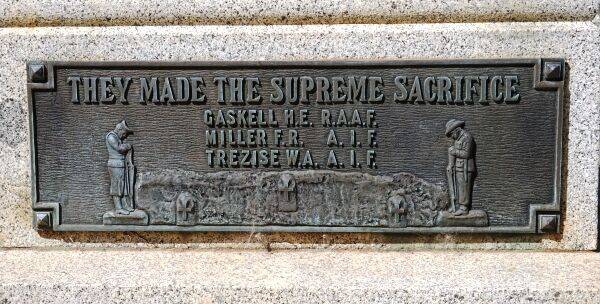 THEY MADE THE SUPREME SACRIFICE
GASKELL H.E. R.A.A.F.
MILLER F.R. A.I.F.
TREZISE W.A. A.I.F.